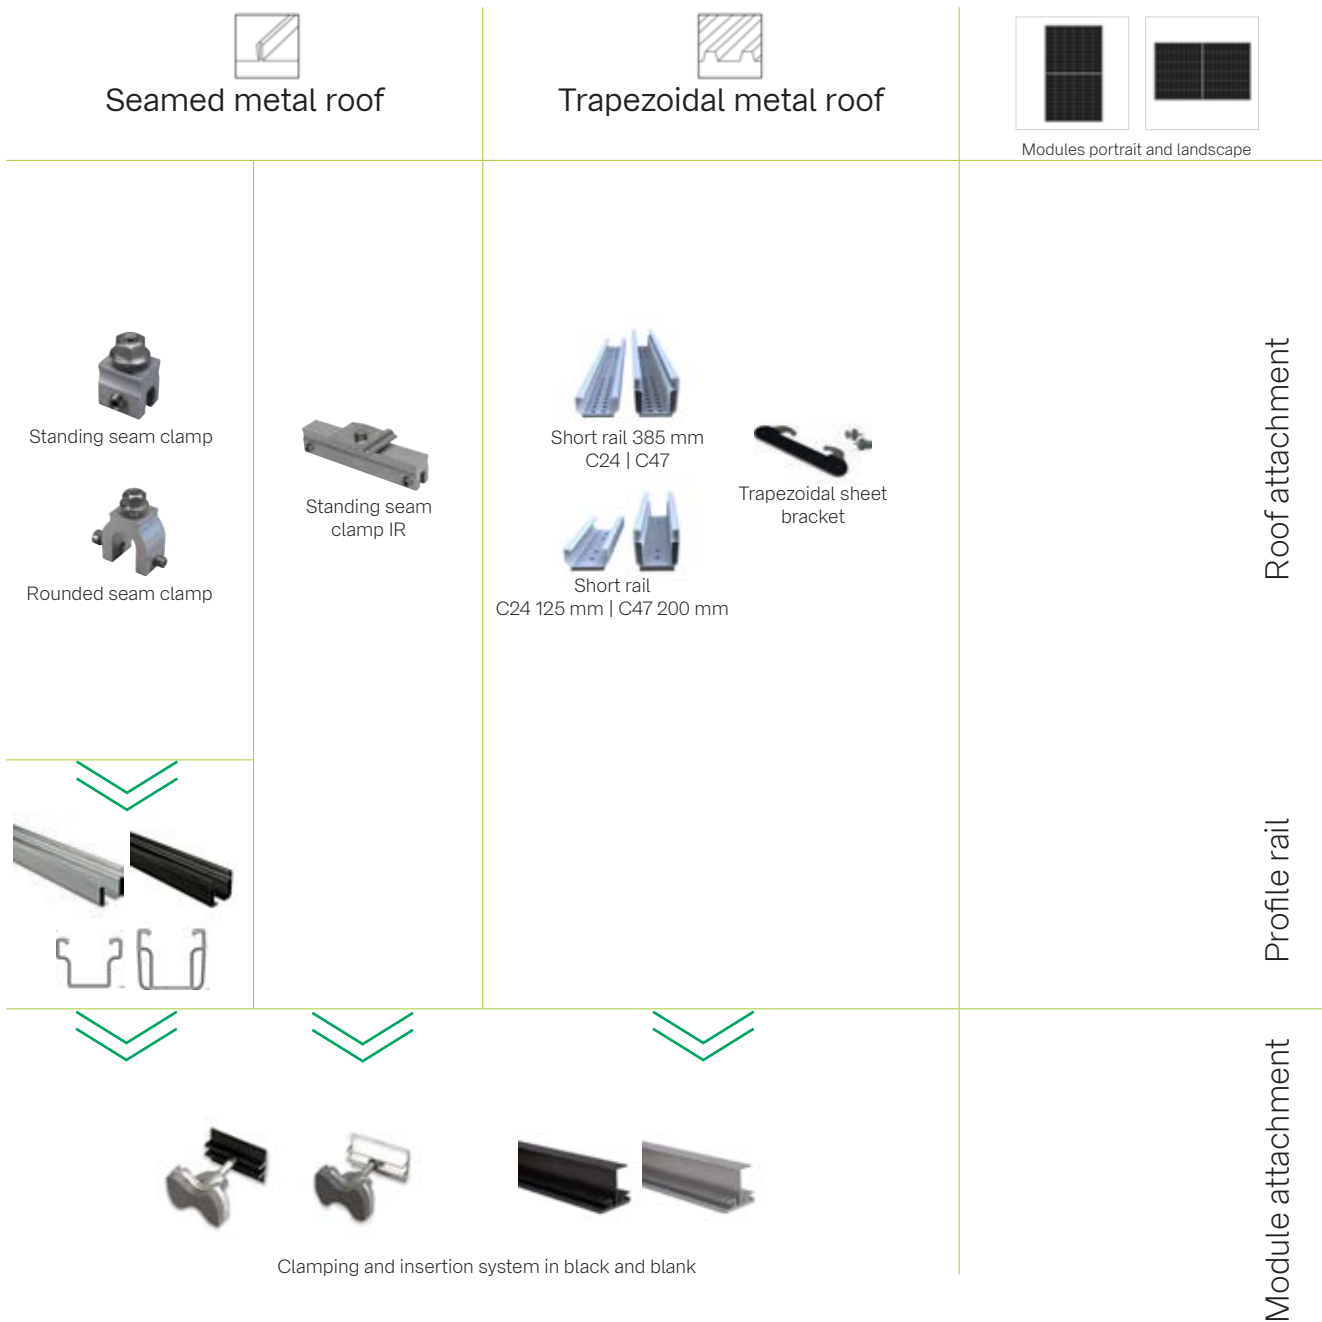 Seamed metal roof
Trapezoidal metal roof
Modules portrait and landscape
Standing seam clamp
Rounded seam clamp
Standing seam
clamp IR
Short rail 385 mm
C24 | C47
Short rail
C24 125 mm | C47 200 mm
Trapezoidal sheet
bracket
Roof attachment
Profile rail
Module attachment
Clamping and insertion system in black and blank